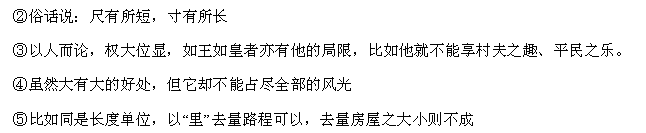 ②俗话说：尺有所短，寸有所长
③以人而论，权大位显，如王如皇者亦有他的局限，比如他就不能享村夫之趣、平民之乐。
④虽然大有大的好处，但它却不能占尽全部的风光
⑤比如同是长度单位，以“里”去量路程可以，去量房屋之大小则不成